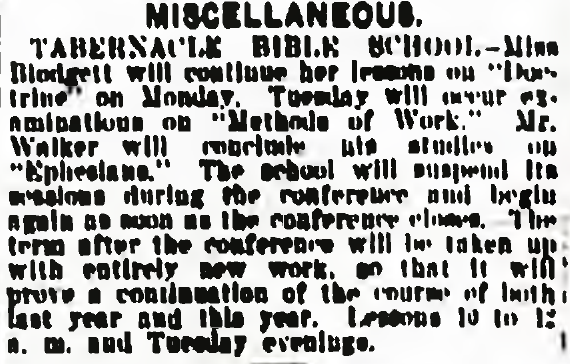 MISCELLANEOUS.
TABERNACLE BIBLE SCHOOL.—Miss
Blodgett will continue her lessons on "Doc-
trine" on Monday. Tuesday will occur ex-
aminations on "Methods of Work." Mr.
Walker will conclude his studies on
"Ephesians." The school will suspend its
sessions during the conference and begin
again as soon as the conference closes. The
term after the conference will be taken up
with entirely new work, so that it will
prove a continuation of the course of both
last year and this year. Lessons 10 to 12
a. m. and Tuesday evenings.